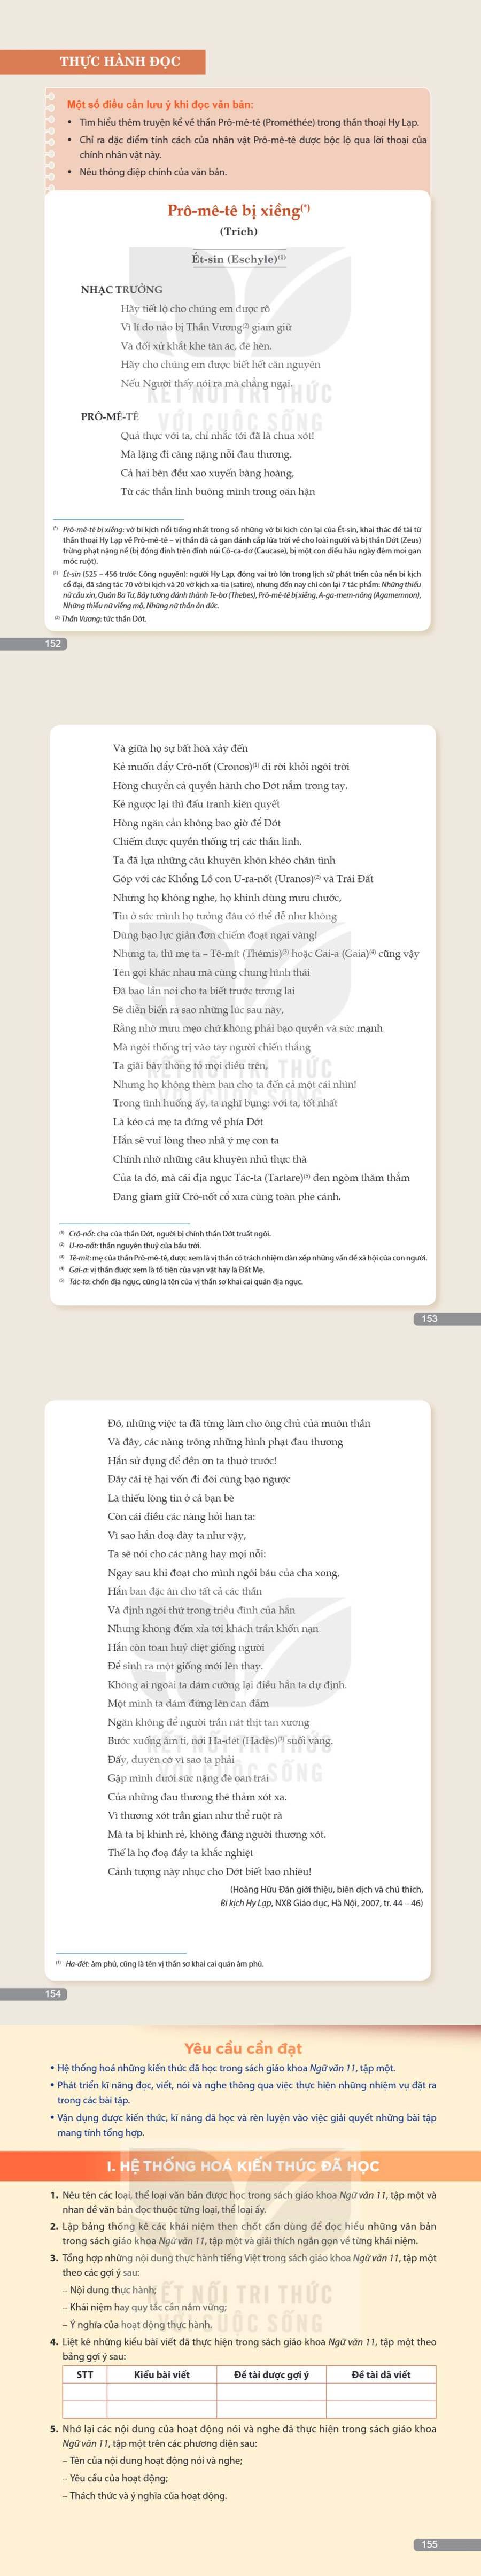 THỰC HÀNH ĐỌC
Một số điều cần lưu ý khi đọc văn bản:
• Tìm hiểu thêm truyện kể về thần Prô-mê-tê (Prométhée) trong thần thoại Hy Lạp.
• Chỉ ra đặc điểm tính cách của nhân vật Prô-mê-tê được bộc lộ qua lời thoại của
chính nhân vật này.
• Nêu thông điệp chính của văn bản.
Prô-mê-tê bị xiềng(*)
(Trích)
Ét-sin (Eschyle)(1)
NHẠC TRƯỞNG
Hãy tiết lộ cho chúng em được rõ
Vì lí do nào bị Thần Vương(2) giam giữ
Và đối xử khắt khe tàn ác, đê hèn.
Hãy cho chúng em được biết hết căn nguyên
Nếu Người thấy nói ra mà chẳng ngại.
KẾT NỐI TRI THỨC
VỚI CUỘC SỐNG
PRÔ-MÊ-TÊ
Quả thực với ta, chỉ nhắc tới đã là chua xót!
Mà lặng đi càng nặng nỗi đau thương.
Cả hai bên đều xao xuyến bàng hoàng,
Từ các thần linh buông mình trong oán hận
(*) Prô-mê-tê bị xiềng: vở bi kịch nổi tiếng nhất trong số những vở bi kịch còn lại của Ét-sin, khai thác đề tài từ
thần thoại Hy Lạp về Prô-mê-tê – vị thần đã cả gan đánh cắp lửa trời về cho loài người và bị thần Dớt (Zeus)
trừng phạt nặng nề (bị đóng đinh trên đỉnh núi Cô-ca-dơ (Caucase), bị một con diều hâu ngày đêm moi gan
móc ruột).
(1) Ét-sin (525 – 456 trước Công nguyên): người Hy Lạp, đóng vai trò lớn trong lịch sử phát triển của nền bi kịch
cổ đại, đã sáng tác 70 vở bi kịch và 20 vở kịch xa-tia (satire), nhưng đến nay chỉ còn lại 7 tác phẩm: Những thiếu
nữ cầu xin, Quân Ba Tư, Bảy tướng đánh thành Te-bơ (Thebes), Prô-mê-tê bị xiềng, A-ga-mem-nông (Agamemnon),
Những thiếu nữ viếng mộ, Những nữ thần ân đức.
(2) Thần Vương: tức thần Dớt.
152
Và giữa họ sự bất hoà xảy đến
Kẻ muốn đẩy Crô-nốt (Cronos)(1) đi rời khỏi ngôi trời
Hòng chuyển cả quyền hành cho Dớt nắm trong tay.
Kẻ ngược lại thì đấu tranh kiên quyết
Hòng ngăn cản không bao giờ để Dớt
Chiếm được quyền thống trị các thần linh.
Ta đã lựa những câu khuyên khôn khéo chân tình
Góp với các Khổng Lồ con U-ra-nốt (Uranos)(2) và Trái Đất
Nhưng họ không nghe, họ khinh dùng mưu chước,
Tin ở sức mình họ tưởng đâu có thể dễ như không
Dùng bạo lực giản đơn chiếm đoạt ngai vàng!
Nhưng ta, thì mẹ ta – Tê-mít (Thémis)(3) hoặc Gai-a (Gaia)(4) cũng vậy
Tên gọi khác nhau mà cùng chung hình thái
Đã bao lần nói cho ta biết trước tương lai
Sẽ diễn biến ra sao những lúc sau này,
Rằng nhờ mưu mẹo chứ không phải bạo quyền và sức mạnh
Mà ngôi thống trị vào tay người chiến thắng
Ta giãi bày thông tỏ mọi điều trên,
KẾT NỐI TRI THỨC
Nhưng họ không thèm ban cho ta đến cả một cái nhìn!
VỚI CUỘC SỐNG
Trong tình huống ấy, ta nghĩ bụng: với ta, tốt nhất
Là kéo cả mẹ ta đứng về phía Dớt
Hắn sẽ vui lòng theo nhã ý mẹ con ta
Chính nhờ những câu khuyên nhủ thực thà
Của ta đó, mà cái địa ngục Tác-ta (Tartare)(5) đen ngòm thăm thẳm
Đang giam giữ Crô-nốt cổ xưa cùng toàn phe cánh.
(1) Crô-nốt: cha của thần Dớt, người bị chính thần Dớt truất ngôi.
(2) U-ra-nốt: thần nguyên thuỷ của bầu trời.
(3) Tê-mít: mẹ của thần Prô-mê-tê, được xem là vị thần có trách nhiệm dàn xếp những vấn đề xã hội của con người.
(4) Gai-a: vị thần được xem là tổ tiên của vạn vật hay là Đất Mẹ.
(5) Tác-ta: chốn địa ngục, cũng là tên của vị thần sơ khai cai quản địa ngục.
153
Đó, những việc ta đã từng làm cho ông chủ của muôn thần
Và đây, các nàng trông những hình phạt đau thương
Hắn sử dụng để đền ơn ta thuở trước!
Đây cái tệ hại vốn đi đôi cùng bạo ngược
Là thiếu lòng tin ở cả bạn bè
Còn cái điều các nàng hỏi han ta:
Vì sao hắn đoạ đày ta như vậy,
Ta sẽ nói cho các nàng hay mọi nỗi:
Ngay sau khi đoạt cho mình ngôi báu của cha xong,
Hắn ban đặc ân cho tất cả các thần
Và định ngôi thứ trong triều đình của hắn
Nhưng không đếm xỉa tới khách trần khốn nạn
Hắn còn toan huỷ diệt giống người
Để sinh ra một giống mới lên thay.
Không ai ngoài ta dám cưỡng lại điều hắn ta dự định.
Một mình ta dám đứng lên can đảm
Ngăn không để người trần nát thịt tan xương
Bước xuống âm ti, nơi Ha-đét (Hadès)(1) suối vàng.
KẾT NỐI TRI THỨC
Đấy, duyên cớ vì sao ta phải
VỚI CUỘC SỐNG
Gập mình dưới sức nặng đè oan trái
Của những đau thương thê thảm xót xa.
Vì thương xót trần gian như thể ruột rà
Mà ta bị khinh rẻ, không đáng người thương xót.
Thế là họ đoạ đầy ta khắc nghiệt
Cảnh tượng này nhục cho Dớt biết bao nhiêu!
(Hoàng Hữu Đản giới thiệu, biên dịch và chú thích,
Bi kịch Hy Lạp, NXB Giáo dục, Hà Nội, 2007, tr. 44 – 46)
(1) Ha-đét: âm phủ, cũng là tên vị thần sơ khai cai quản âm phủ.
154
Yêu cầu cần đạt
• Hệ thống hoá những kiến thức đã học trong sách giáo khoa Ngữ văn 11, tập một.
• Phát triển kĩ năng đọc, viết, nói và nghe thông qua việc thực hiện những nhiệm vụ đặt ra
trong các bài tập.
• Vận dụng được kiến thức, kĩ năng đã học và rèn luyện vào việc giải quyết những bài tập
mang tính tổng hợp.
I. HỆ THỐNG HOÁ KIẾN THỨC ĐÃ HỌC
1. Nêu tên các loại, thể loại văn bản được học trong sách giáo khoa Ngữ văn 11, tập một và
nhan đề văn bản đọc thuộc từng loại, thể loại ấy.
2. Lập bảng thống kê các khái niệm then chốt cần dùng để đọc hiểu những văn bản
trong sách giáo khoa Ngữ văn 11, tập một và giải thích ngắn gọn về từng khái niệm.
3. Tổng hợp những nội dung thực hành tiếng Việt trong sách giáo khoa Ngữ văn 11, tập một
theo các gợi ý sau:
– Nội dung thực hành;
KẾT NỐI TRI THỨC
– Khái niệm hay quy tắc cần nắm vững;
VỚI CUỘC SỐNG
– Ý nghĩa của hoạt động thực hành.
4. Liệt kê những kiểu bài viết đã thực hiện trong sách giáo khoa Ngữ văn 11, tập một theo
bảng gợi ý sau:
STT Kiểu bài viết Đề tài được gợi ý Đề tài đã viết
5. Nhớ lại các nội dung của hoạt động nói và nghe đã thực hiện trong sách giáo khoa
Ngữ văn 11, tập một trên các phương diện sau:
– Tên của nội dung hoạt động nói và nghe;
– Yêu cầu của hoạt động;
– Thách thức và ý nghĩa của hoạt động.
155